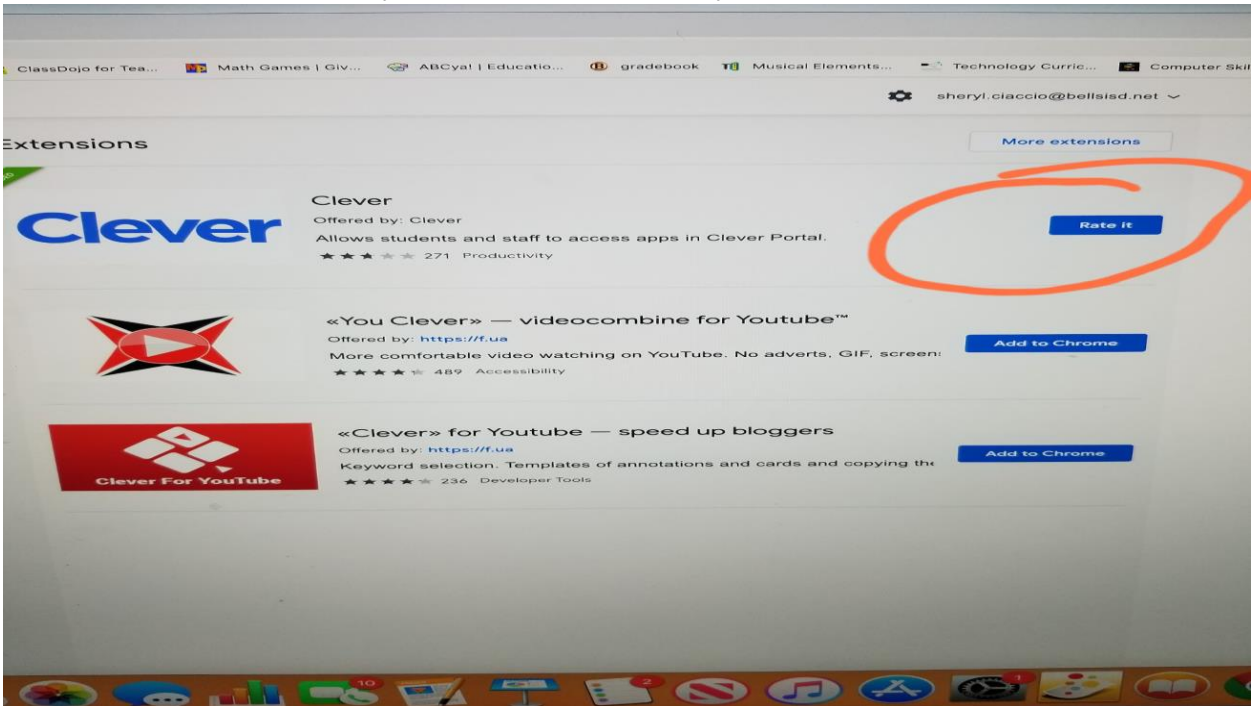 ClassDojo for Tea... Math Games | Giv... ABCya! | Educatio... gradebook Musical Elements... Technology Curric... Computer Skil
sheryl.ciaccio@bellsisd.net
Extensions
More extensions
Clever
Clever
Offered by: Clever
Allows students and staff to access apps in Clever Portal.
271 Productivity
Rate it
«You Clever» — videocombine for Youtube™
Offered by: https://f.ua
More comfortable video watching on YouTube. No adverts, GIF, screen:
489 Accessibility
Add to Chrome
Clever For YouTube
«Clever» for Youtube — speed up bloggers
Offered by: https://f.ua
Keyword selection. Templates of annotations and cards and copying the
236 Developer Tools
Add to Chrome
10
2
1